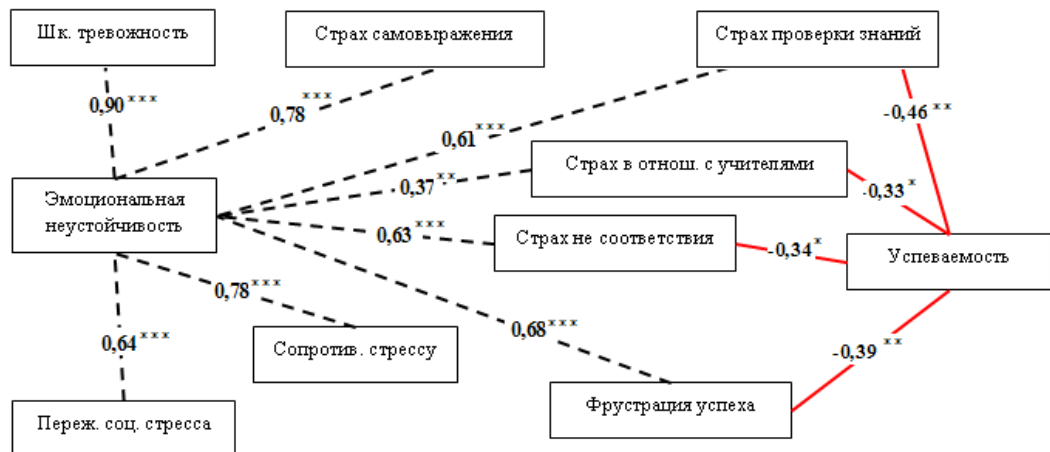 Шк. тревожность
Страх самовыражения
Страх проверки знаний
0,90***
0,78***
-0,46**
0,61***
Страх в отнош. с учителями
Эмоциональная
неустойчивость
0,37**
-0,33*
0,63***
Страх не соответствия
-0,34*
Успеваемость
0,78***
0,68***
0,64***
Сопротив. стрессу
-0,39**
Фрустрация успеха
Переж. соц. стресса